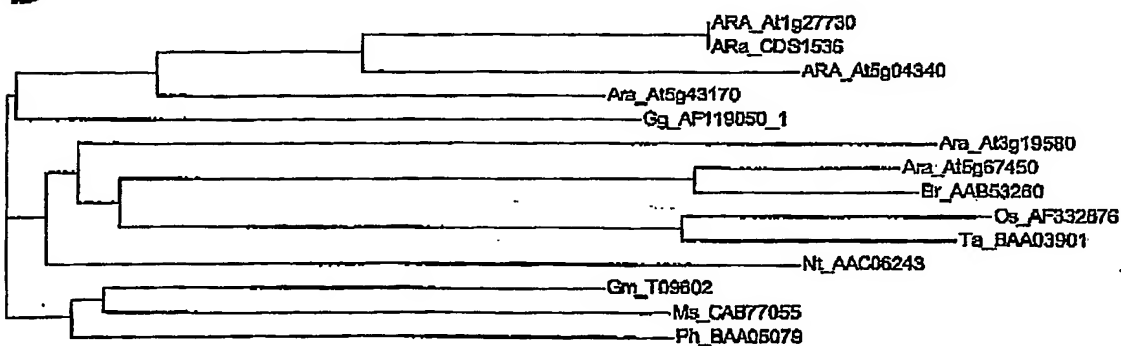 ARA_At1g27730
ARa_CDS1536
ARA_At5g04340
Ara_At5g43170
Gg_AF119050_1
Ara_At3g19580
Ara_At5g67450
Br_AAB53260
Os_AF332876
Ta_BAA03901
Nt_AAC06243
Gm_T09602
Ms_CAB77055
Ph_BAA05079